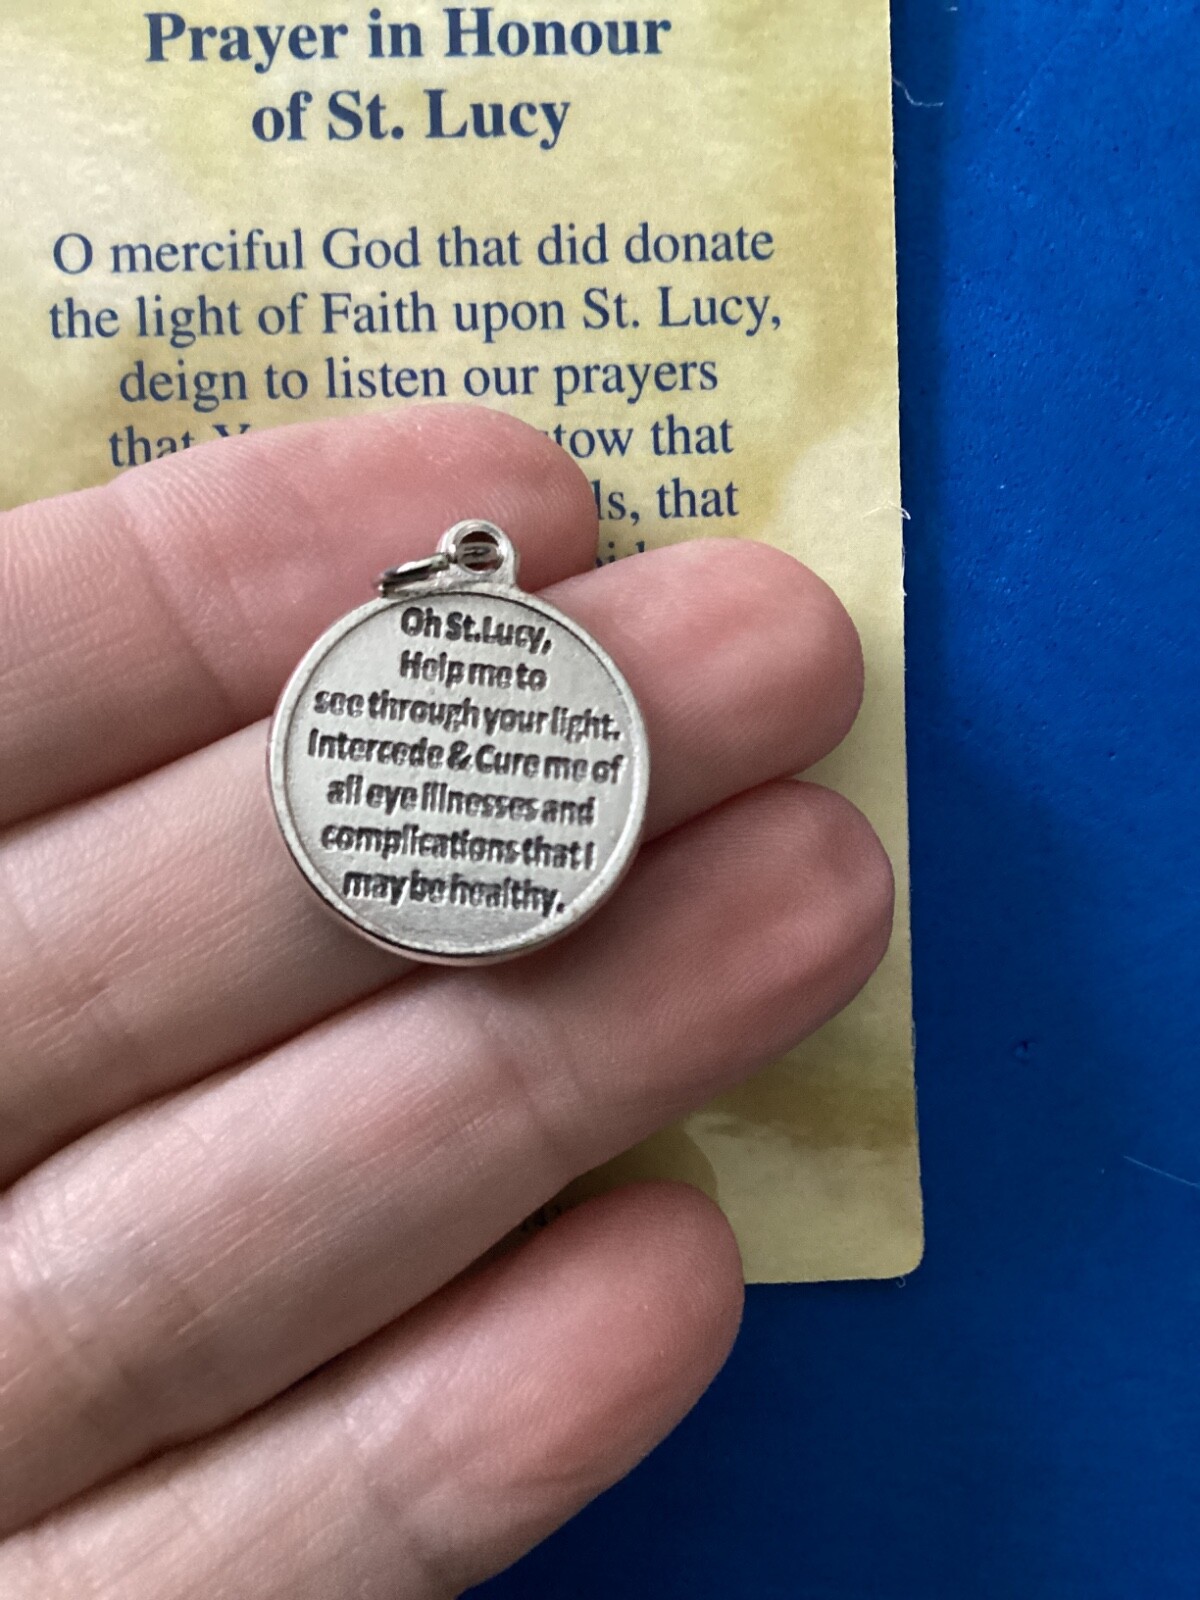 Prayer in Honour
of St. Lucy
O merciful God that did donate
the light of Faith upon St. Lucy,
deign to listen our prayers
that
that
that
Oh St.Lucy,
Help me to
see through your light.
Intercede & Cure me of
all eye illnesses and
complications that I
may be healthy.